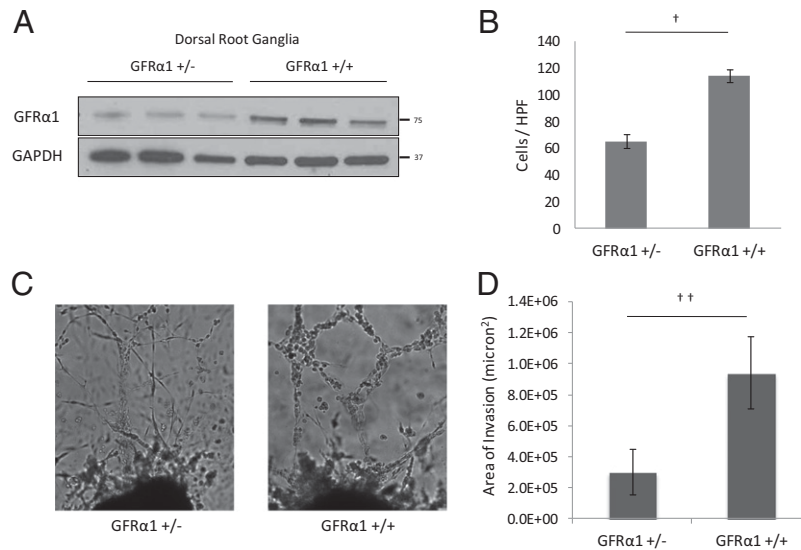 A
Dorsal Root Ganglia
GFRα1 +/-
GFRα1 +/+
GFRα1
75
GAPDH
37
B
†
Cells / HPF
140
120
100
80
60
40
20
0
GFRα1 +/-
GFRα1 +/+
C
GFRα1 +/-
GFRα1 +/+
D
† †
Area of Invasion (micron²)
1.4E+06
1.2E+06
1.0E+06
8.0E+05
6.0E+05
4.0E+05
2.0E+05
0.0E+00
GFRα1 +/-
GFRα1 +/+